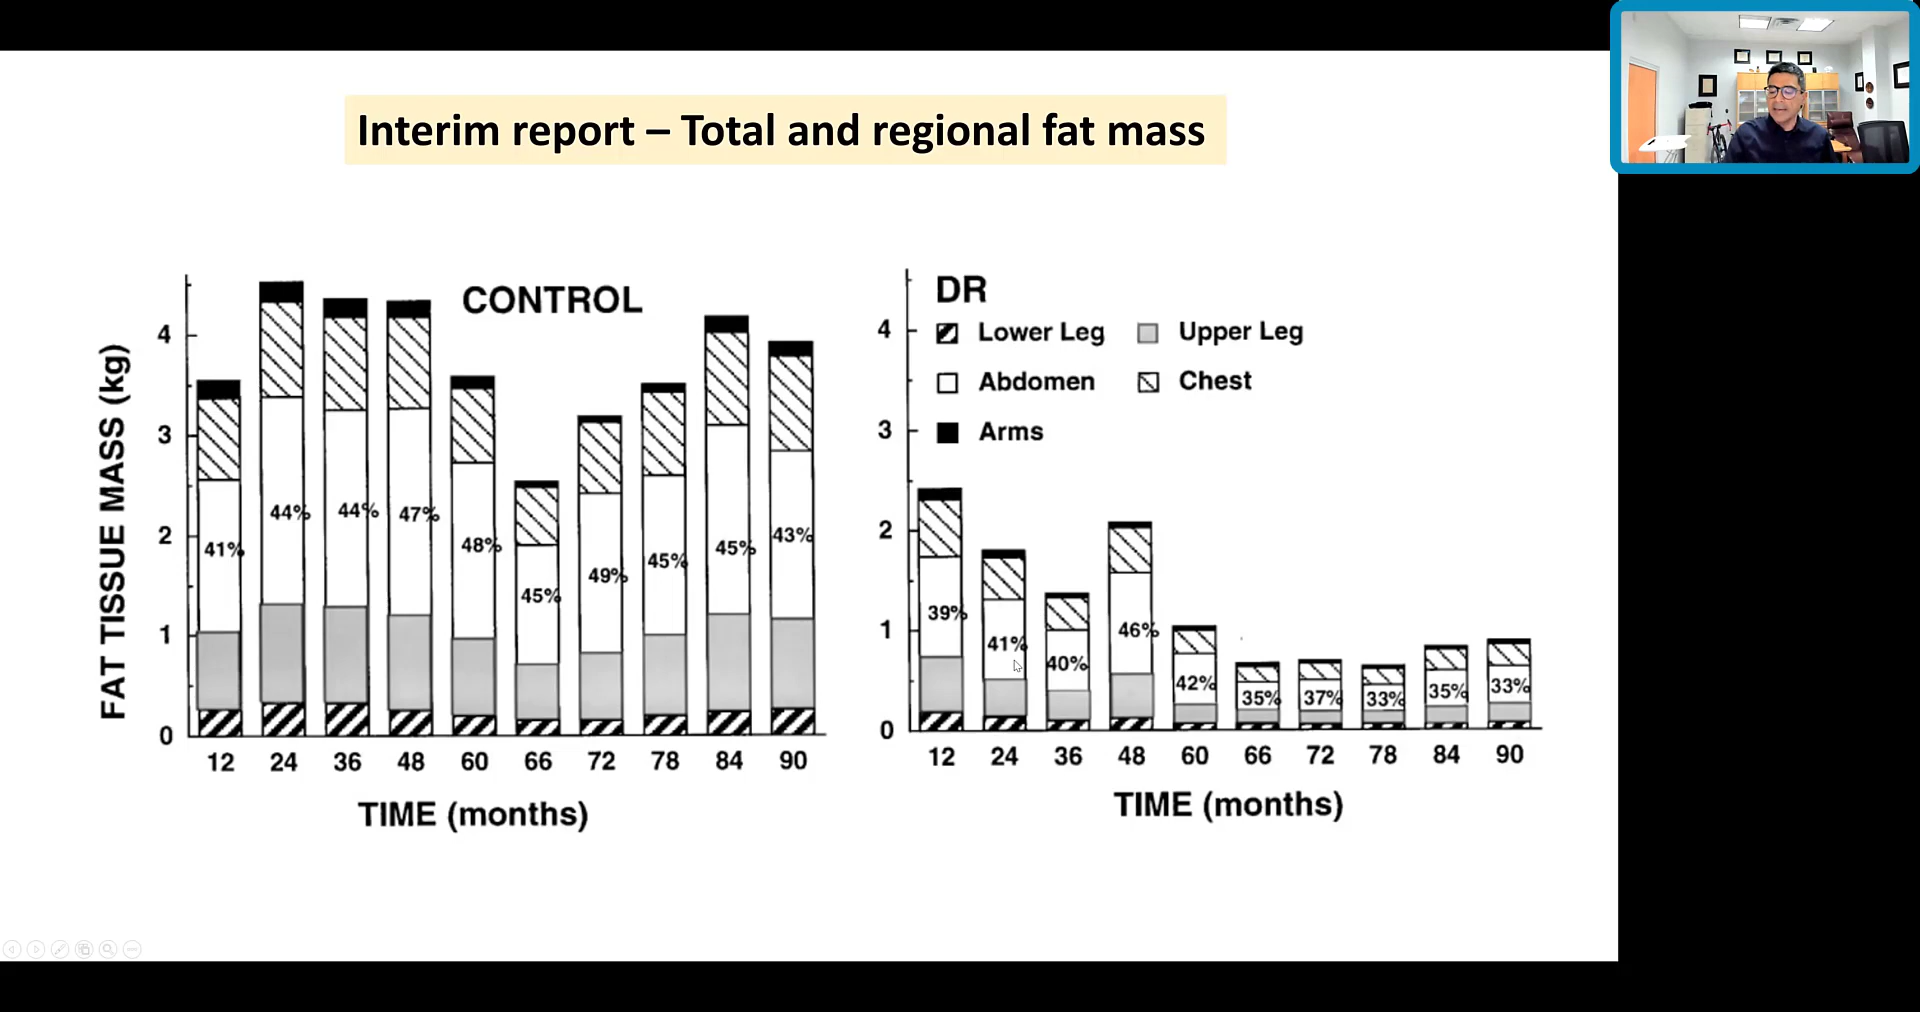 Interim report – Total and regional fat mass
CONTROL
FAT TISSUE MASS (kg)
4
3
2
1
0
41%
44%
44%
47%
48%
45%
49%
45%
45%
43%
12 24 36 48 60 66 72 78 84 90
TIME (months)
DR
Lower Leg
Upper Leg
Abdomen
Chest
Arms
4
3
2
1
0
39%
41%
40%
46%
42%
35%
37%
33%
35%
33%
12 24 36 48 60 66 72 78 84 90
TIME (months)